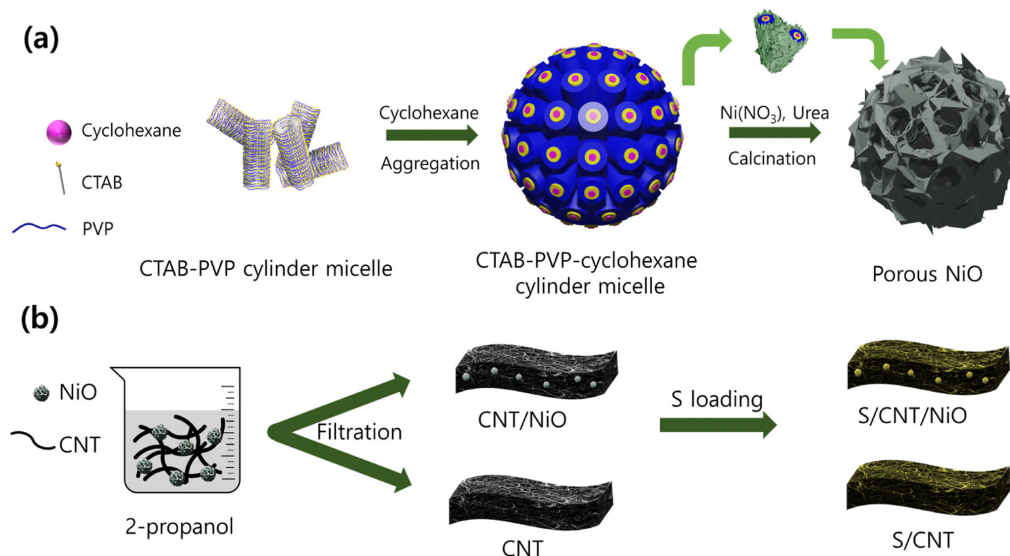 (a)
Cyclohexane
CTAB
PVP
CTAB-PVP cylinder micelle
Cyclohexane
Aggregation
CTAB-PVP-cyclohexane
cylinder micelle
Ni(NO₃), Urea
Calcination
Porous NiO
(b)
NiO
CNT
2-propanol
Filtration
CNT/NiO
CNT
S loading
S/CNT/NiO
S/CNT